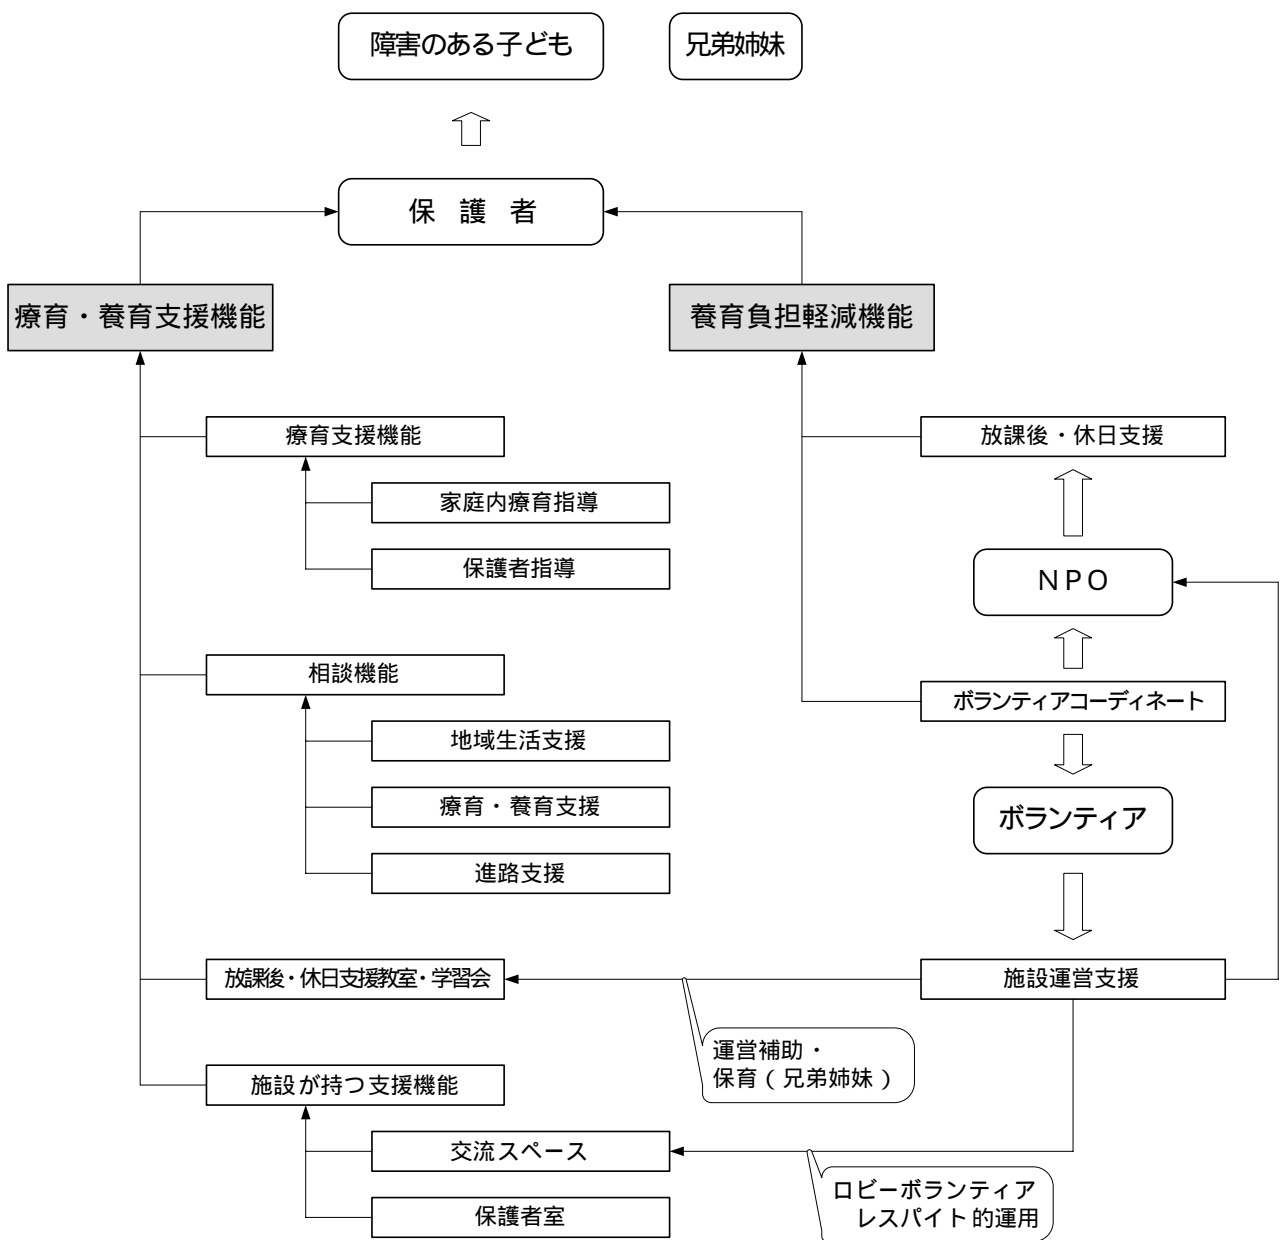 障害のある子ども
兄弟姉妹
保 護 者
療育・養育支援機能
養育負担軽減機能
療育支援機能
放課後・休日支援
家庭内療育指導
保護者指導
NPO
相談機能
ボランティアコーディネート
地域生活支援
療育・養育支援
ボランティア
進路支援
放課後・休日支援教室・学習会
施設運営支援
運営補助・
保育(兄弟姉妹)
施設が持つ支援機能
交流スペース
ロビーボランティア
レスパイト的運用
保護者室